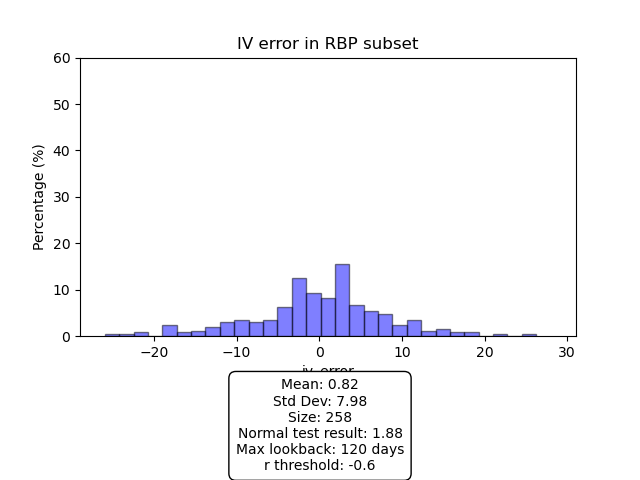 IV error in RBP subset
60
50
40
30
20
10
0
Percentage (%)
−20
−10
0
10
20
30
iv_error
Mean: 0.82
Std Dev: 7.98
Size: 258
Normal test result: 1.88
Max lookback: 120 days
r threshold: -0.6